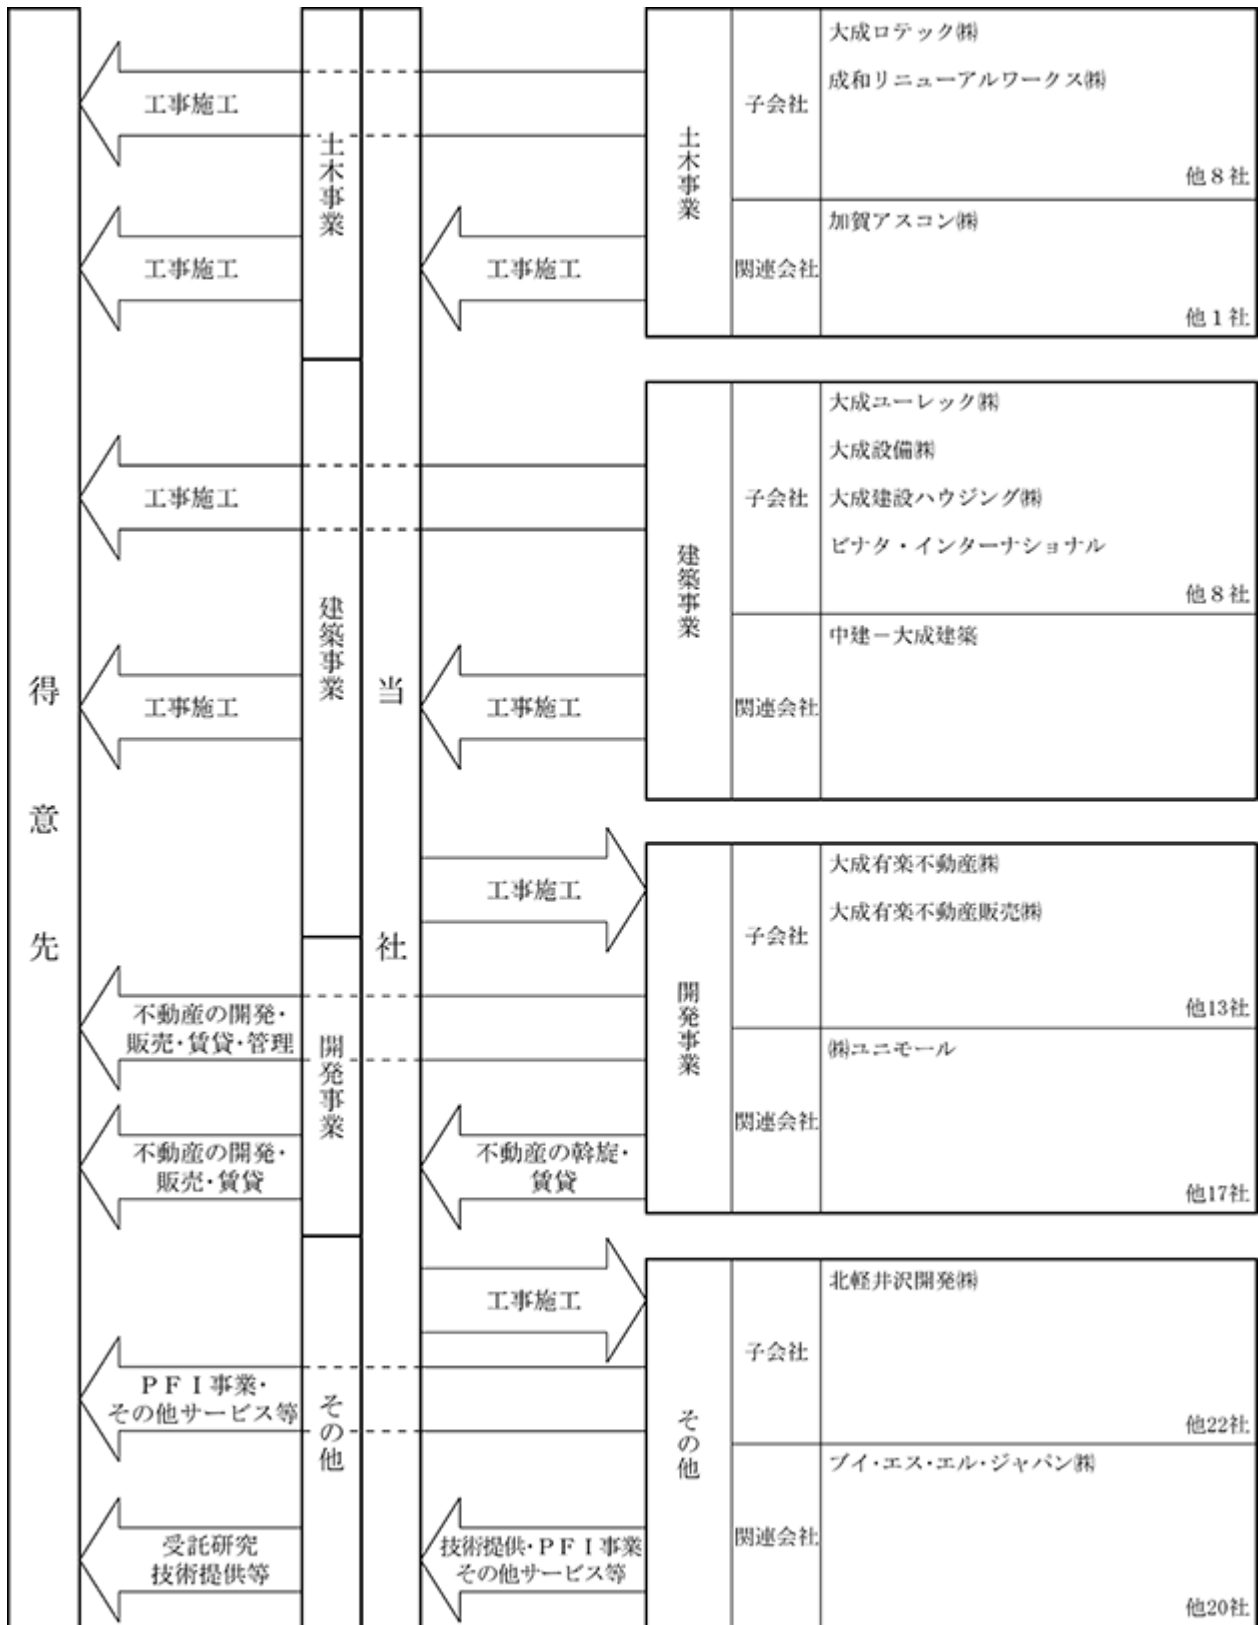 得意先
当社
土木事業
工事施工
工事施工
工事施工
土木事業
子会社
大成ロテック㈱
成和リニューアルワークス㈱
他８社
関連会社
加賀アスコン㈱
他１社
建築事業
工事施工
工事施工
工事施工
建築事業
子会社
大成ユーレック㈱
大成設備㈱
大成建設ハウジング㈱
ビナタ・インターナショナル
他８社
関連会社
中建－大成建築
工事施工
開発事業
不動産の開発・
販売・賃貸・管理
不動産の開発・
販売・賃貸
不動産の斡旋・
賃貸
開発事業
子会社
大成有楽不動産㈱
大成有楽不動産販売㈱
他13社
関連会社
㈱ユニモール
他17社
工事施工
その他
ＰＦＩ事業・
その他サービス等
受託研究
技術提供等
技術提供・ＰＦＩ事業
その他サービス等
その他
子会社
北軽井沢開発㈱
他22社
関連会社
ブイ・エス・エル・ジャパン㈱
他20社